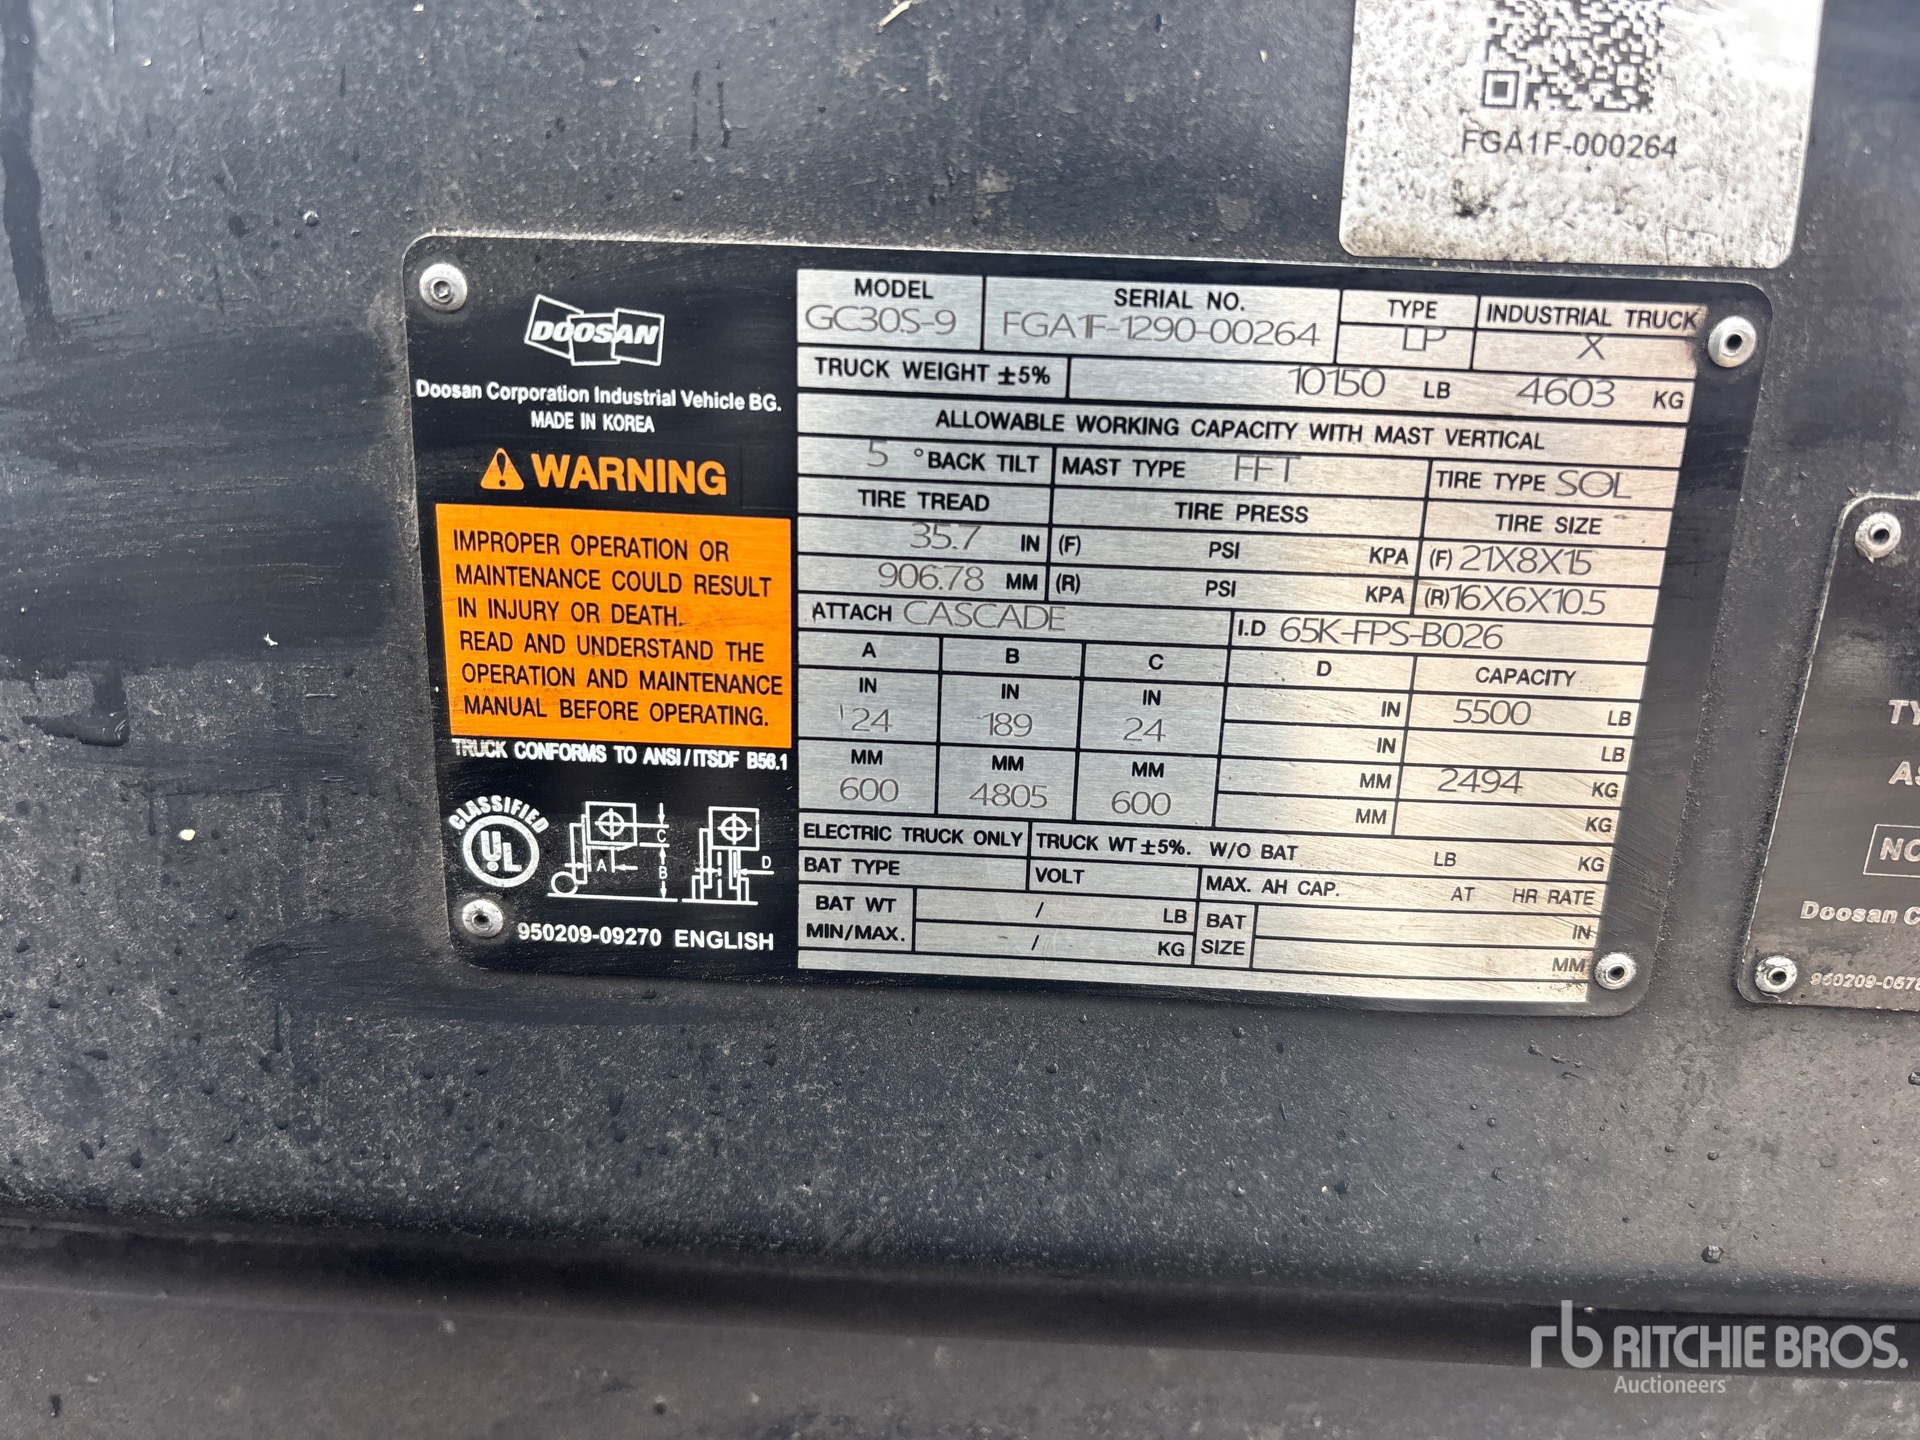 FGA1F-000264
DOOSAN
Doosan Corporation Industrial Vehicle BG.
MADE IN KOREA
WARNING
IMPROPER OPERATION OR
MAINTENANCE COULD RESULT
IN INJURY OR DEATH.
READ AND UNDERSTAND THE
OPERATION AND MAINTENANCE
MANUAL BEFORE OPERATING.
TRUCK CONFORMS TO ANSI/ITSDF B56.1
CLASSIFIED
UL
A C B D
950209-09270 ENGLISH
MODEL SERIAL NO. TYPE INDUSTRIAL TRUCK
GC30S-9 FGA1F-1290-00264 LP X
TRUCK WEIGHT ±5% 10150 LB 4603 KG
ALLOWABLE WORKING CAPACITY WITH MAST VERTICAL
5 °BACK TILT MAST TYPE FFT TIRE TYPE SOL
TIRE TREAD TIRE PRESS TIRE SIZE
35.7 IN (F) PSI KPA (F) 21X8X15
906.78 MM (R) PSI KPA (R) 16X6X10.5
ATTACH CASCADE I.D 65K-FPS-B026
A B C D CAPACITY
IN IN IN IN 5500 LB
24 189 24 IN LB
MM MM MM MM 2494 KG
600 4805 600 MM KG
ELECTRIC TRUCK ONLY TRUCK WT ±5%. W/O BAT LB KG
BAT TYPE VOLT MAX. AH CAP. AT HR RATE
BAT WT / LB BAT IN
MIN/MAX. / KG SIZE MM
TY
AS
NO
Doosan C
950209-0578
rb RITCHIE BROS.
Auctioneers